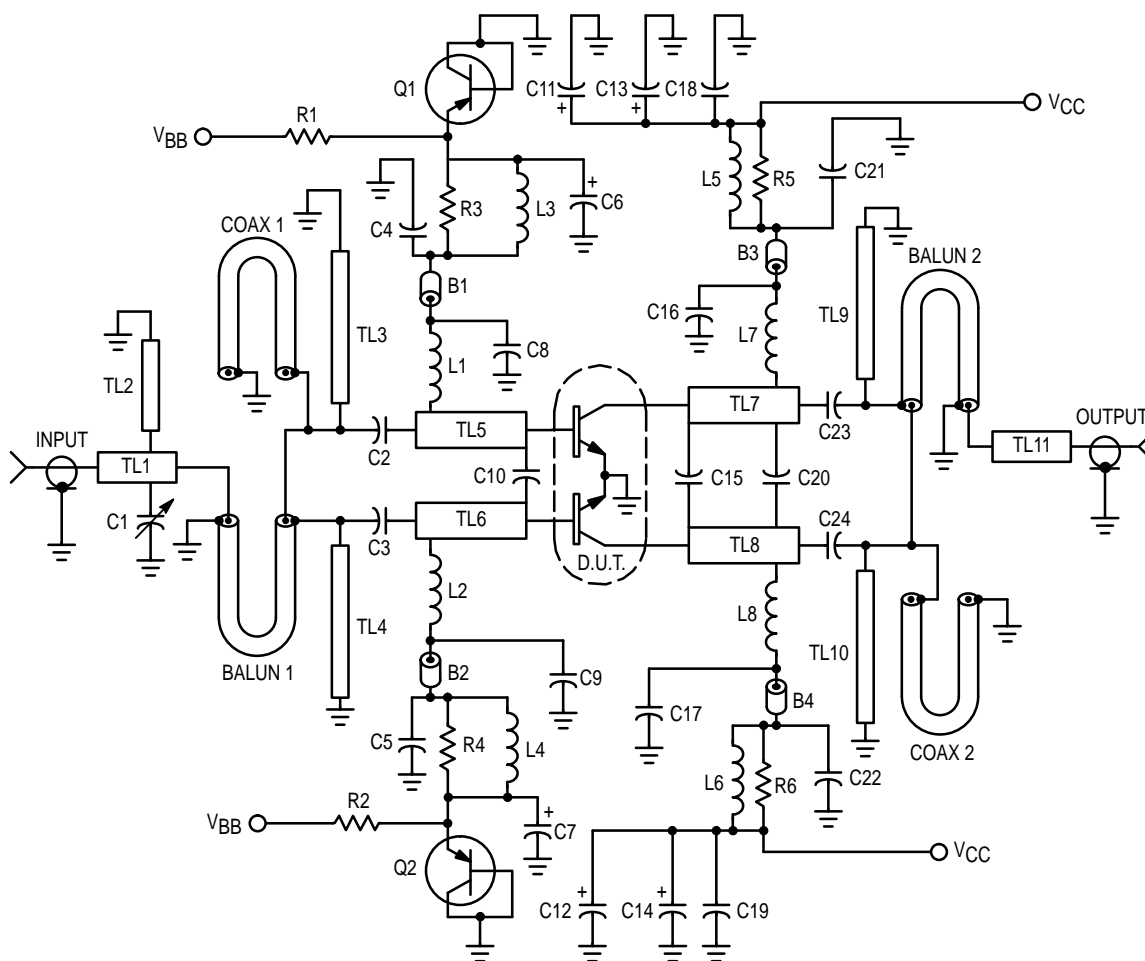 Q1
C11
C13
C18
VCC
VBB
R1
L5
R5
C21
R3
L3
C6
COAX 1
C4
BALUN 2
B3
B1
C16
TL9
TL3
L7
C8
L1
TL2
INPUT
TL7
OUTPUT
TL5
C23
TL11
C2
TL1
C10
C15
C20
C1
TL6
C24
C3
TL8
D.U.T.
L2
L8
TL4
TL10
BALUN 1
B2
C9
B4
C17
C5
R4
L4
COAX 2
L6
R6
C22
R2
VBB
C7
VCC
Q2
C12
C14
C19
+
+
+
+
+
+